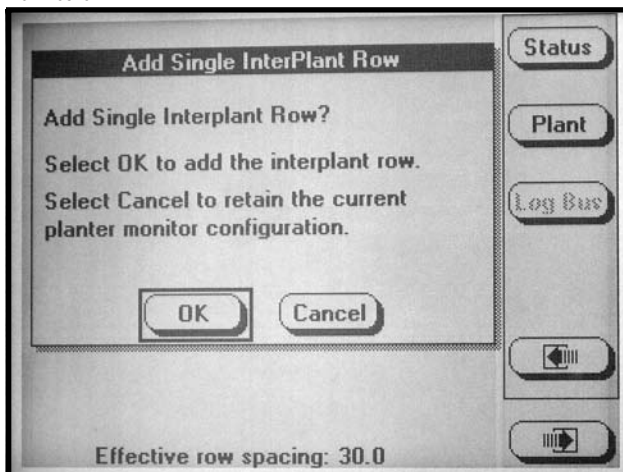 Add Single InterPlant Row
Add Single Interplant Row?
Select OK to add the interplant row.
Select Cancel to retain the current
planter monitor configuration.
OK
Cancel
Effective row spacing: 30.0
Status
Plant
Log Bus